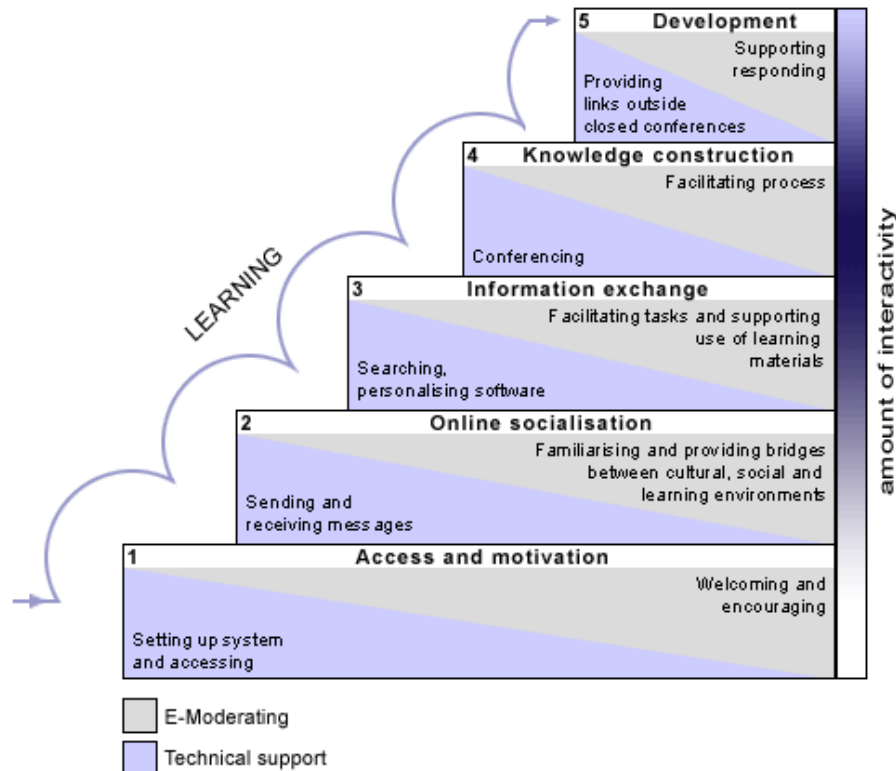 5 Development
Supporting
responding
Providing
links outside
closed conferences
4 Knowledge construction
Facilitating process
Conferencing
3 Information exchange
Facilitating tasks and supporting
use of learning
materials
Searching,
personalising software
2 Online socialisation
Familiarising and providing bridges
between cultural, social and
learning environments
Sending and
receiving messages
1 Access and motivation
Welcoming and
encouraging
Setting up system
and accessing
LEARNING
amount of interactivity
E-Moderating
Technical support